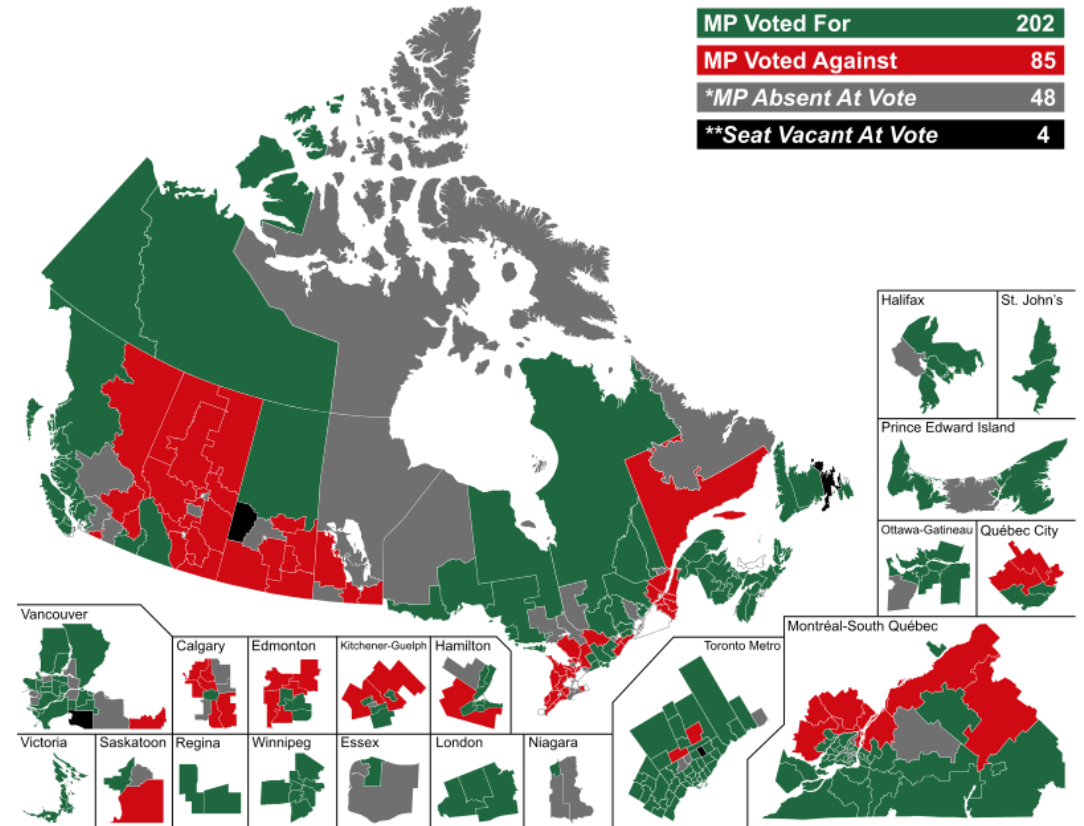 MP Voted For 202
MP Voted Against 85
*MP Absent At Vote 48
**Seat Vacant At Vote 4
Halifax
St. John's
Prince Edward Island
Ottawa-Gatineau
Québec City
Vancouver
Calgary
Edmonton
Kitchener-Guelph
Hamilton
Toronto Metro
Montréal-South Québec
Victoria
Saskatoon
Regina
Winnipeg
Essex
London
Niagara